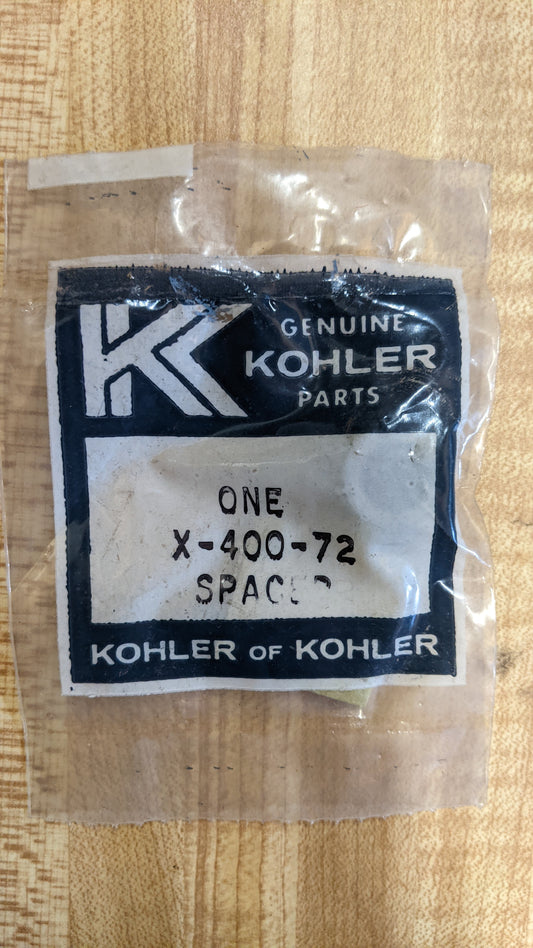 K
GENUINE
KOHLER
PARTS
ONE
X-400-72
SPACER
KOHLER OF KOHLER